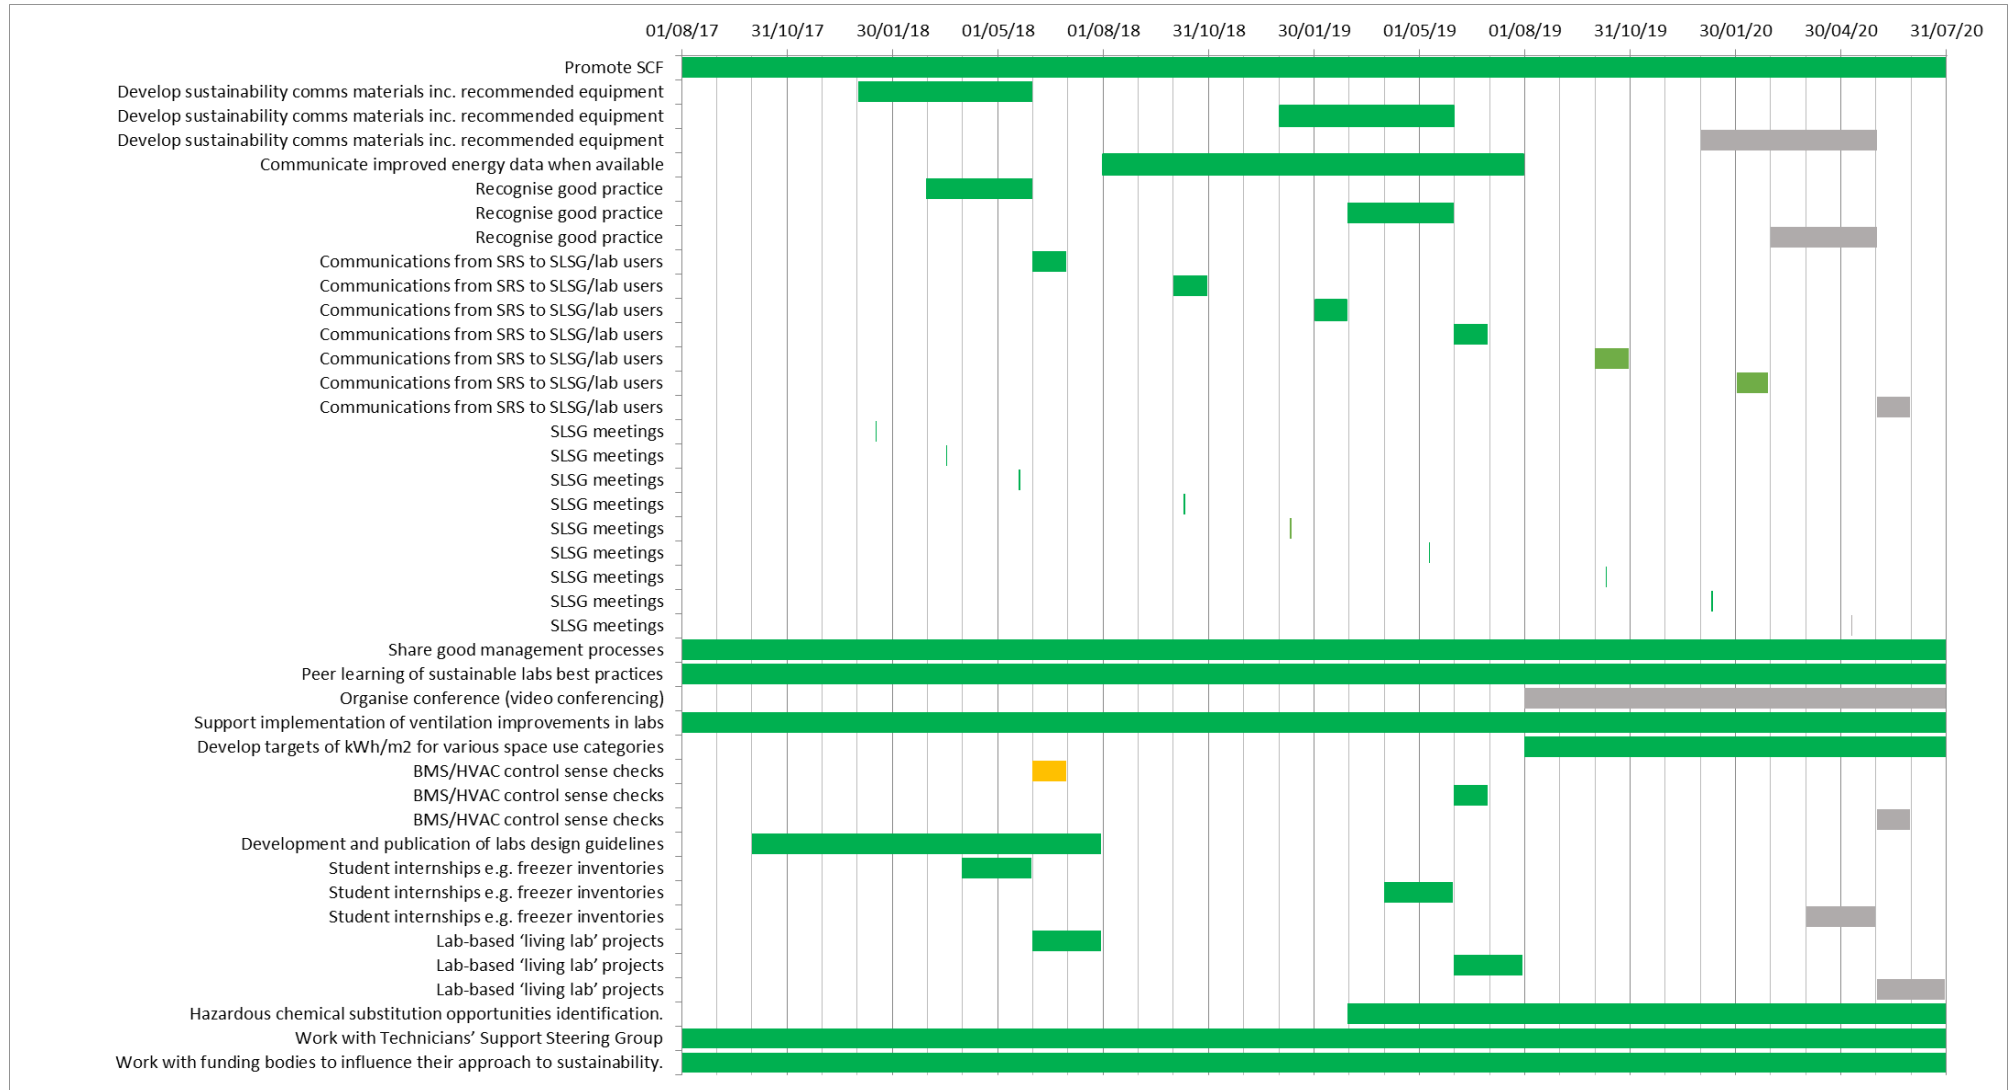 01/08/17 31/10/17 30/01/18 01/05/18 01/08/18 31/10/18 30/01/19 01/05/19 01/08/19 31/10/19 30/01/20 30/04/20 31/07/20
Promote SCF
Develop sustainability comms materials inc. recommended equipment
Develop sustainability comms materials inc. recommended equipment
Develop sustainability comms materials inc. recommended equipment
Communicate improved energy data when available
Recognise good practice
Recognise good practice
Recognise good practice
Communications from SRS to SLSG/lab users
Communications from SRS to SLSG/lab users
Communications from SRS to SLSG/lab users
Communications from SRS to SLSG/lab users
Communications from SRS to SLSG/lab users
Communications from SRS to SLSG/lab users
Communications from SRS to SLSG/lab users
SLSG meetings
SLSG meetings
SLSG meetings
SLSG meetings
SLSG meetings
SLSG meetings
SLSG meetings
SLSG meetings
SLSG meetings
Share good management processes
Peer learning of sustainable labs best practices
Organise conference (video conferencing)
Support implementation of ventilation improvements in labs
Develop targets of kWh/m2 for various space use categories
BMS/HVAC control sense checks
BMS/HVAC control sense checks
BMS/HVAC control sense checks
Development and publication of labs design guidelines
Student internships e.g. freezer inventories
Student internships e.g. freezer inventories
Student internships e.g. freezer inventories
Lab-based ‘living lab’ projects
Lab-based ‘living lab’ projects
Lab-based ‘living lab’ projects
Hazardous chemical substitution opportunities identification.
Work with Technicians’ Support Steering Group
Work with funding bodies to influence their approach to sustainability.